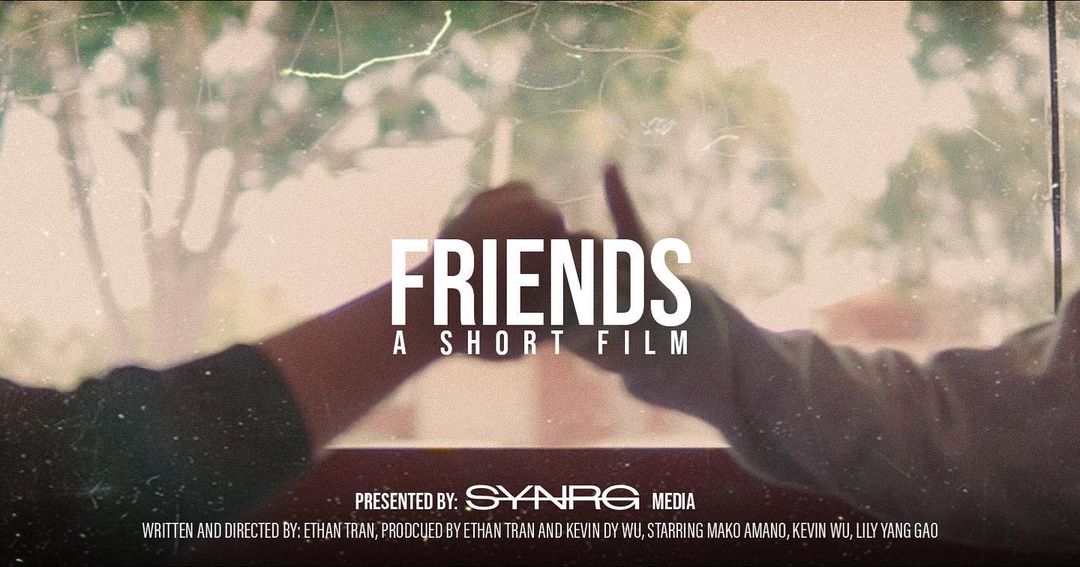 FRIENDS
A SHORT FILM
PRESENTED BY: SYNRG MEDIA
WRITTEN AND DIRECTED BY: ETHAN TRAN, PRODCUED BY ETHAN TRAN AND KEVIN DY WU, STARRING MAKO AMANO, KEVIN WU, LILY YANG GAO